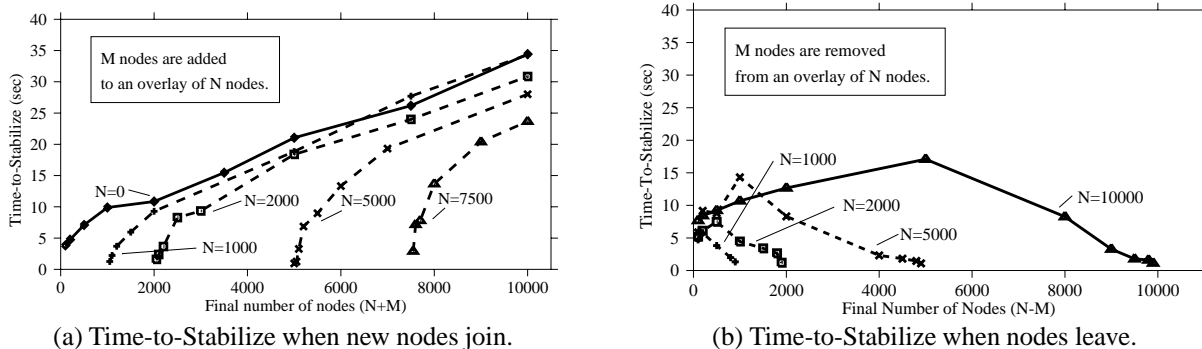 40
35
30
25
20
15
10
5
0
Time-to-Stabilize (sec)
M nodes are added
to an overlay of N nodes.
N=0
N=1000
N=2000
N=5000
N=7500
0
2000
4000
6000
8000
10000
Final number of nodes (N+M)
(a) Time-to-Stabilize when new nodes join.
40
35
30
25
20
15
10
5
0
Time-To-Stabilize (sec)
M nodes are removed
from an overlay of N nodes.
N=1000
N=2000
N=5000
N=10000
0
2000
4000
6000
8000
10000
Final Number of Nodes (N-M)
(b) Time-to-Stabilize when nodes leave.